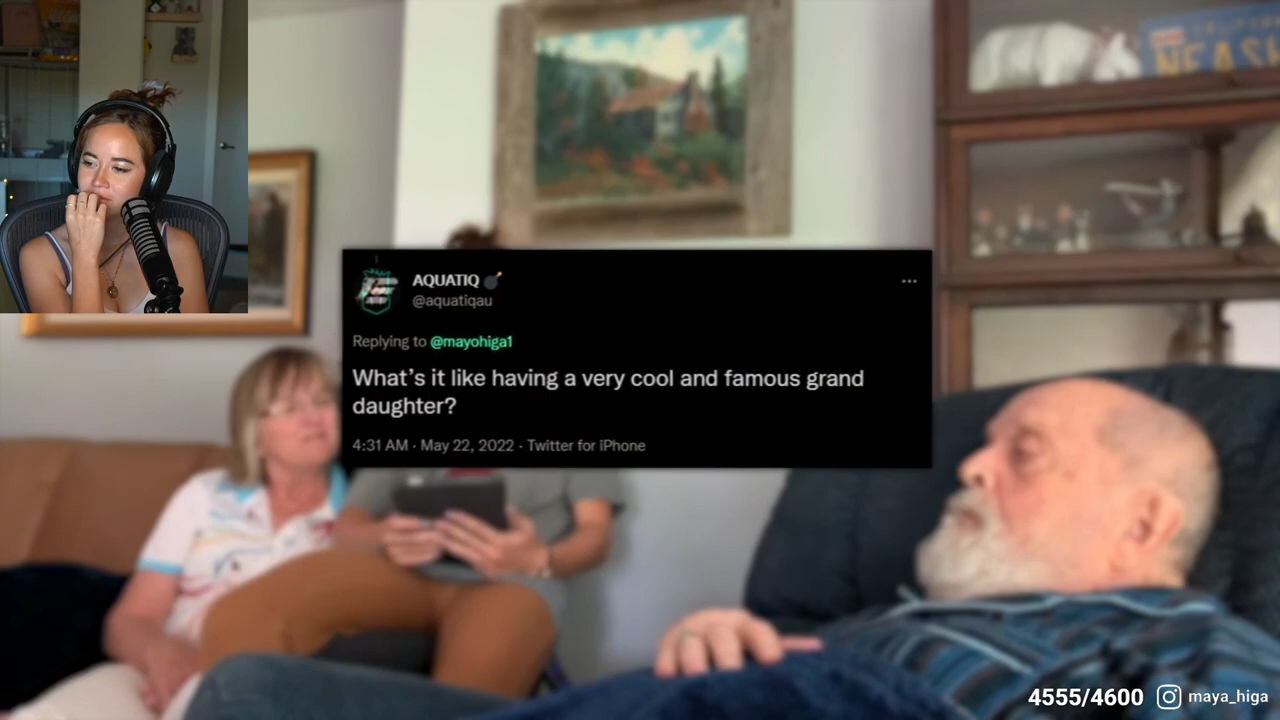 AQUATIQ
@aquatiqau
Replying to @mayohiga1
What's it like having a very cool and famous grand
daughter?
4:31 AM · May 22, 2022 · Twitter for iPhone
4555/4600
maya_higa